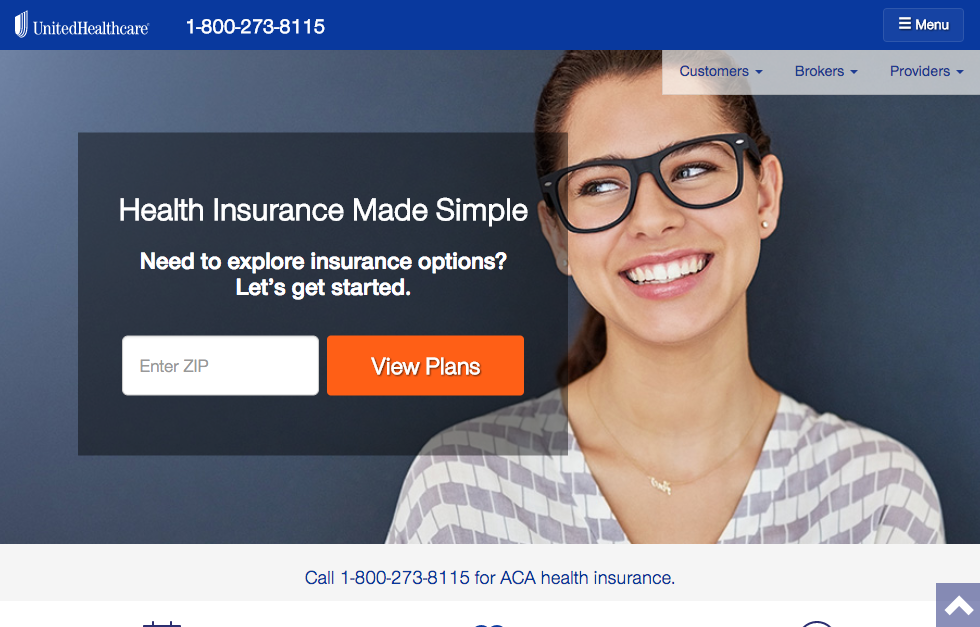 UnitedHealthcare
1-800-273-8115
Menu
Customers
Brokers
Providers
Health Insurance Made Simple
Need to explore insurance options?
Let's get started.
Enter ZIP
View Plans
Call 1-800-273-8115 for ACA health insurance.